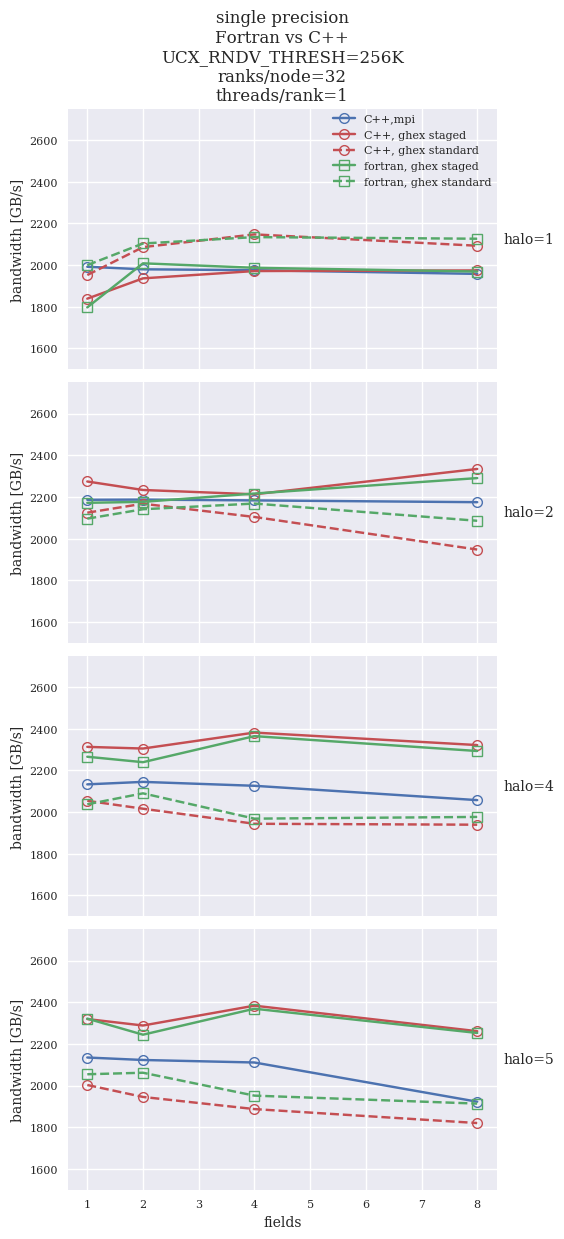 single precision
Fortran vs C++
UCX_RNDV_THRESH=256K
ranks/node=32
threads/rank=1
C++,mpi
C++, ghex staged
C++, ghex standard
fortran, ghex staged
fortran, ghex standard
2600
2400
2200
2000
1800
1600
bandwidth [GB/s]
halo=1
2600
2400
2200
2000
1800
1600
bandwidth [GB/s]
halo=2
2600
2400
2200
2000
1800
1600
bandwidth [GB/s]
halo=4
2600
2400
2200
2000
1800
1600
bandwidth [GB/s]
halo=5
1 2 3 4 5 6 7 8
fields